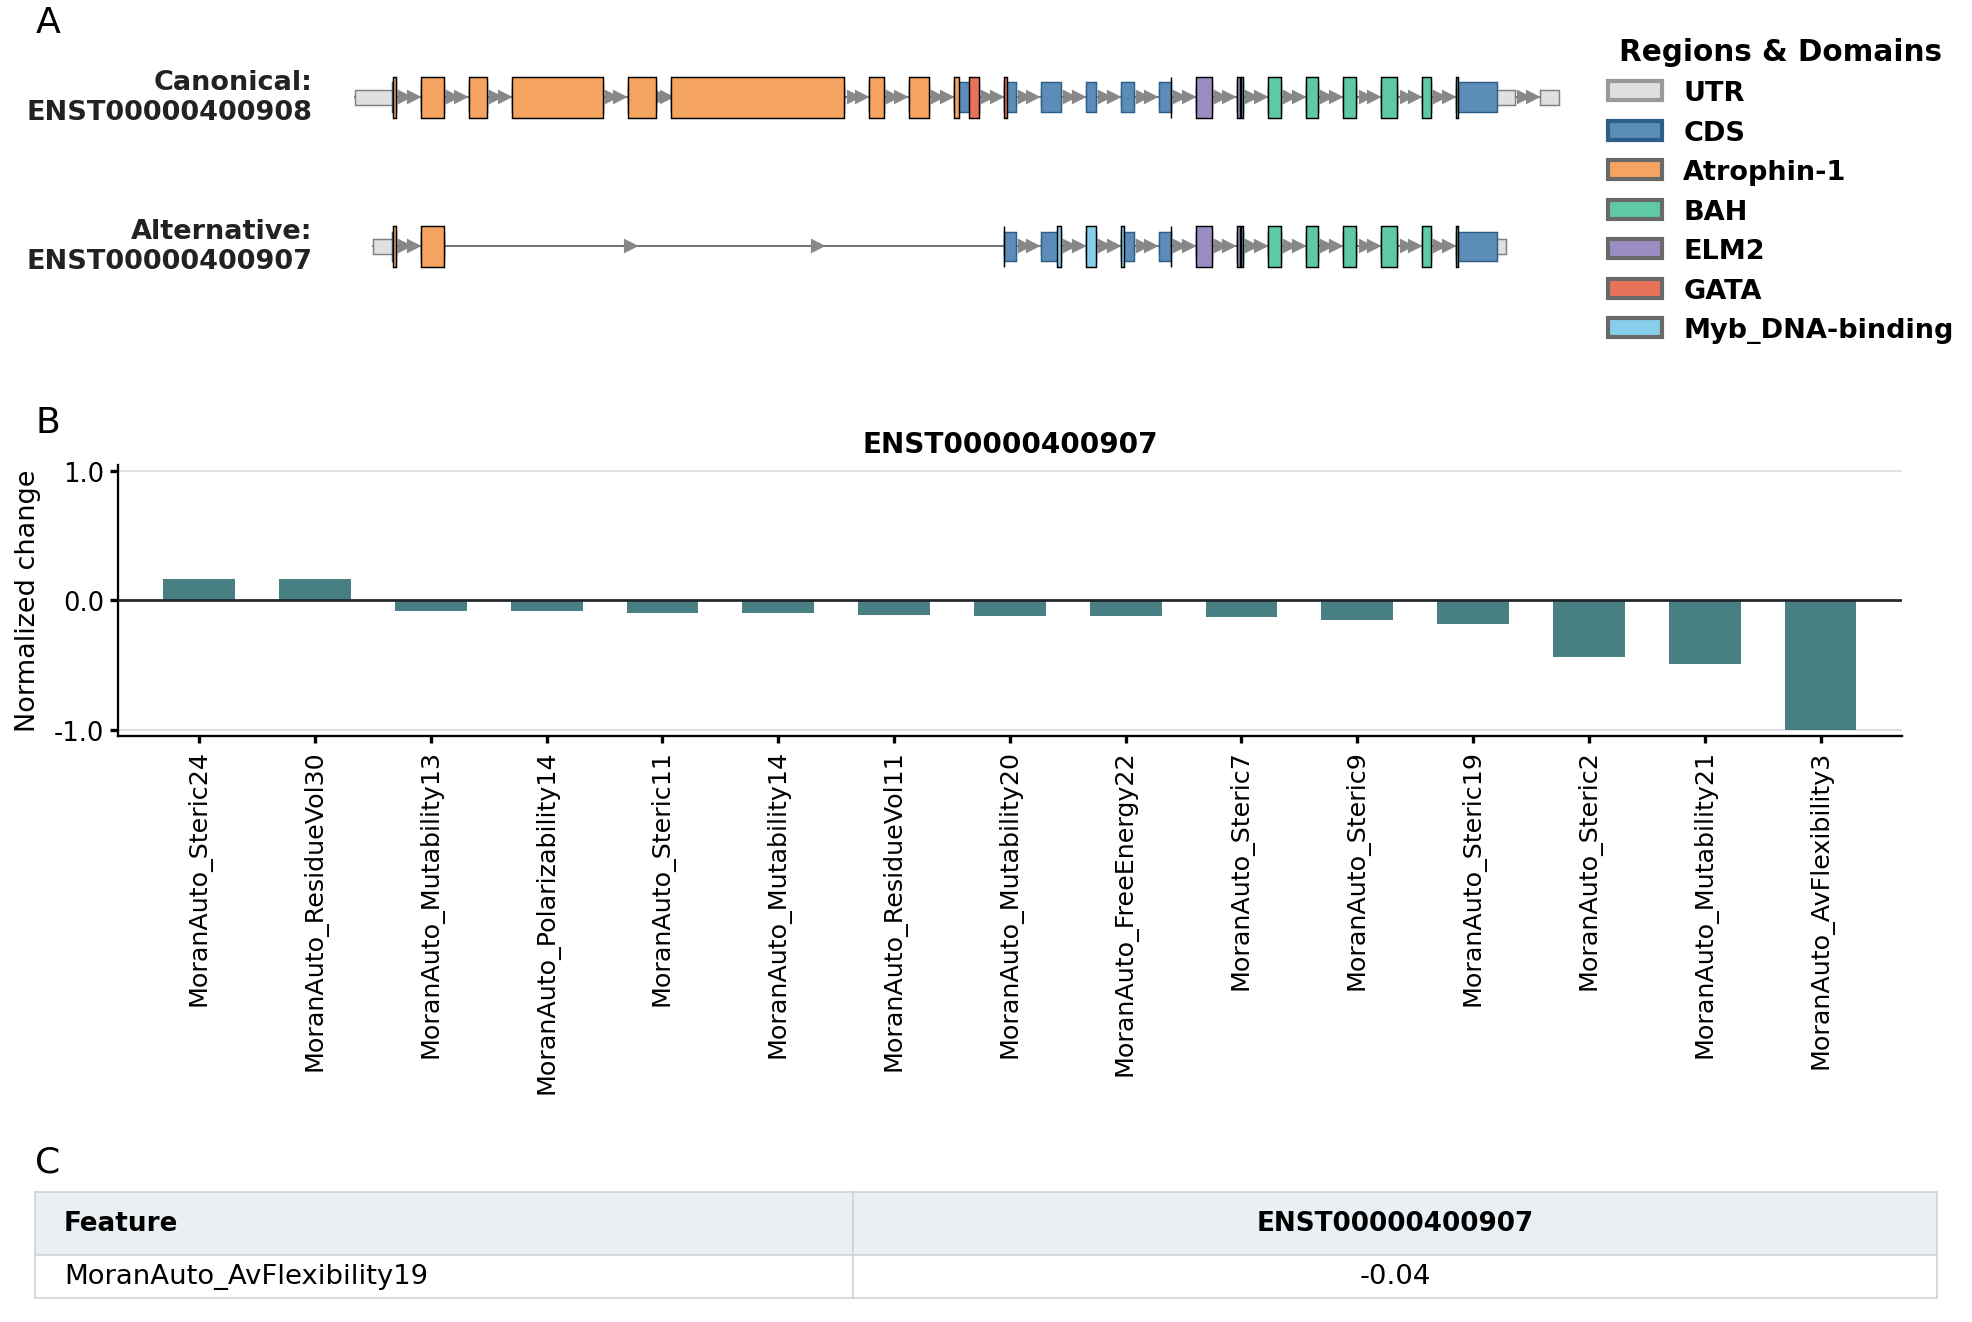 A
Canonical:
ENST00000400908
Alternative:
ENST00000400907
Regions & Domains
UTR
CDS
Atrophin-1
BAH
ELM2
GATA
Myb_DNA-binding
B
ENST00000400907
Normalized change
1.0
0.0
-1.0
MoranAuto_Steric24
MoranAuto_ResidueVol30
MoranAuto_Mutability13
MoranAuto_Polarizability14
MoranAuto_Steric11
MoranAuto_Mutability14
MoranAuto_ResidueVol11
MoranAuto_Mutability20
MoranAuto_FreeEnergy22
MoranAuto_Steric7
MoranAuto_Steric9
MoranAuto_Steric19
MoranAuto_Steric2
MoranAuto_Mutability21
MoranAuto_AvFlexibility3
C
Feature ENST00000400907
MoranAuto_AvFlexibility19 -0.04